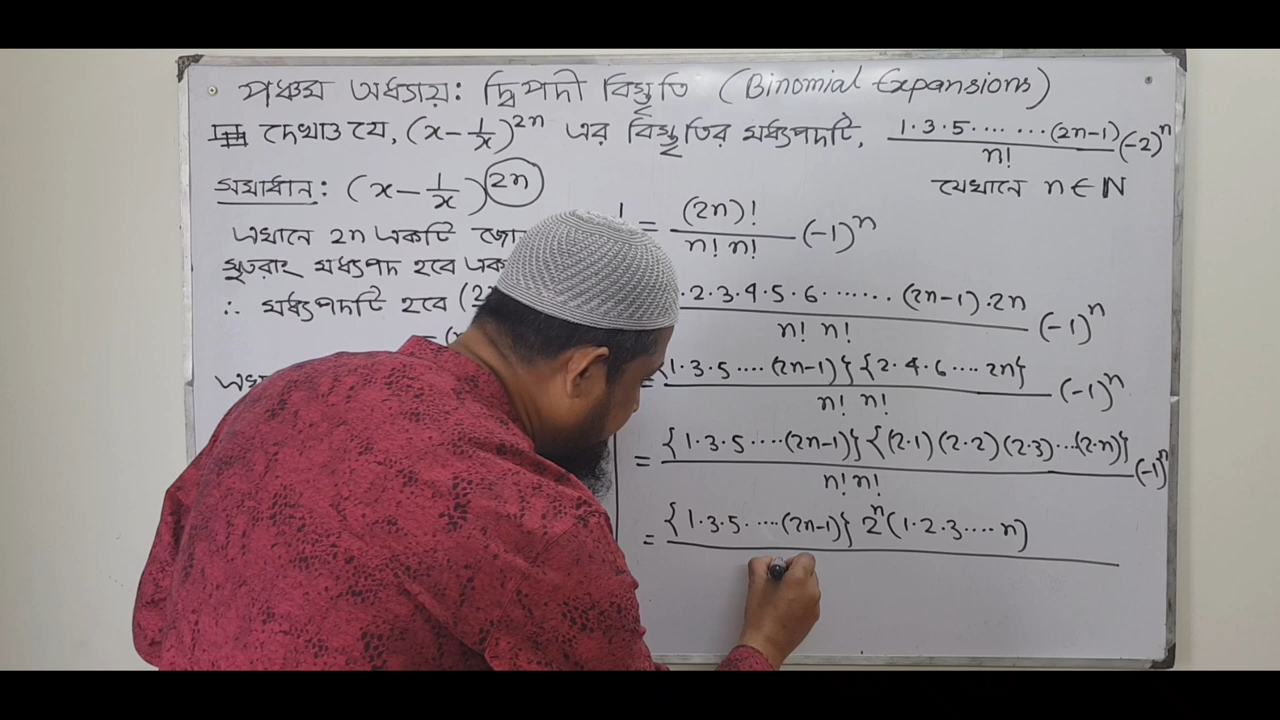 পঞ্চম অধ্যায়: দ্বিপদী বিস্তৃতি (Binomial Expansions)
দেখাও যে, (x - 1/x)^2n এর বিস্তৃতির মধ্যপদটি, 1·3·5·······(2n-1)/n! (-2)^n
যেখানে n ∈ N
সমাধান: (x - 1/x)^2n
এখানে 2n একটি
সুতরাং মধ্যপদ হবে
∴ মধ্যপদটি হবে
= (2n)!/n! n! (-1)^n
·2·3·4·5·6·······(2n-1)·2n/n! n! (-1)^n
= {1·3·5····(2n-1)}{2·4·6····2n}/n! n! (-1)^n
= {1·3·5····(2n-1)}{(2·1)(2·2)(2·3)···(2·n)}/n! n! (-1)^n
= {1·3·5····(2n-1)} 2^n (1·2·3····n)